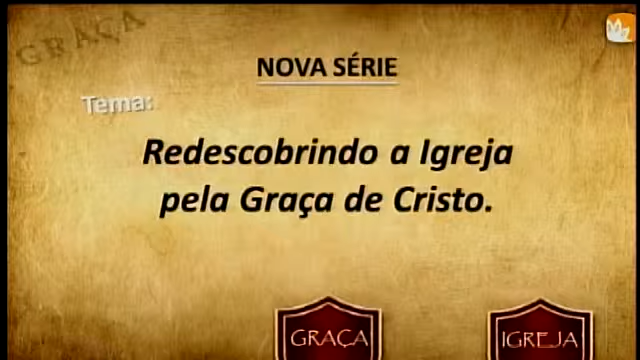 GRAÇA
NOVA SÉRIE
Tema:
Redescobrindo a Igreja
pela Graça de Cristo.
GRAÇA
IGREJA